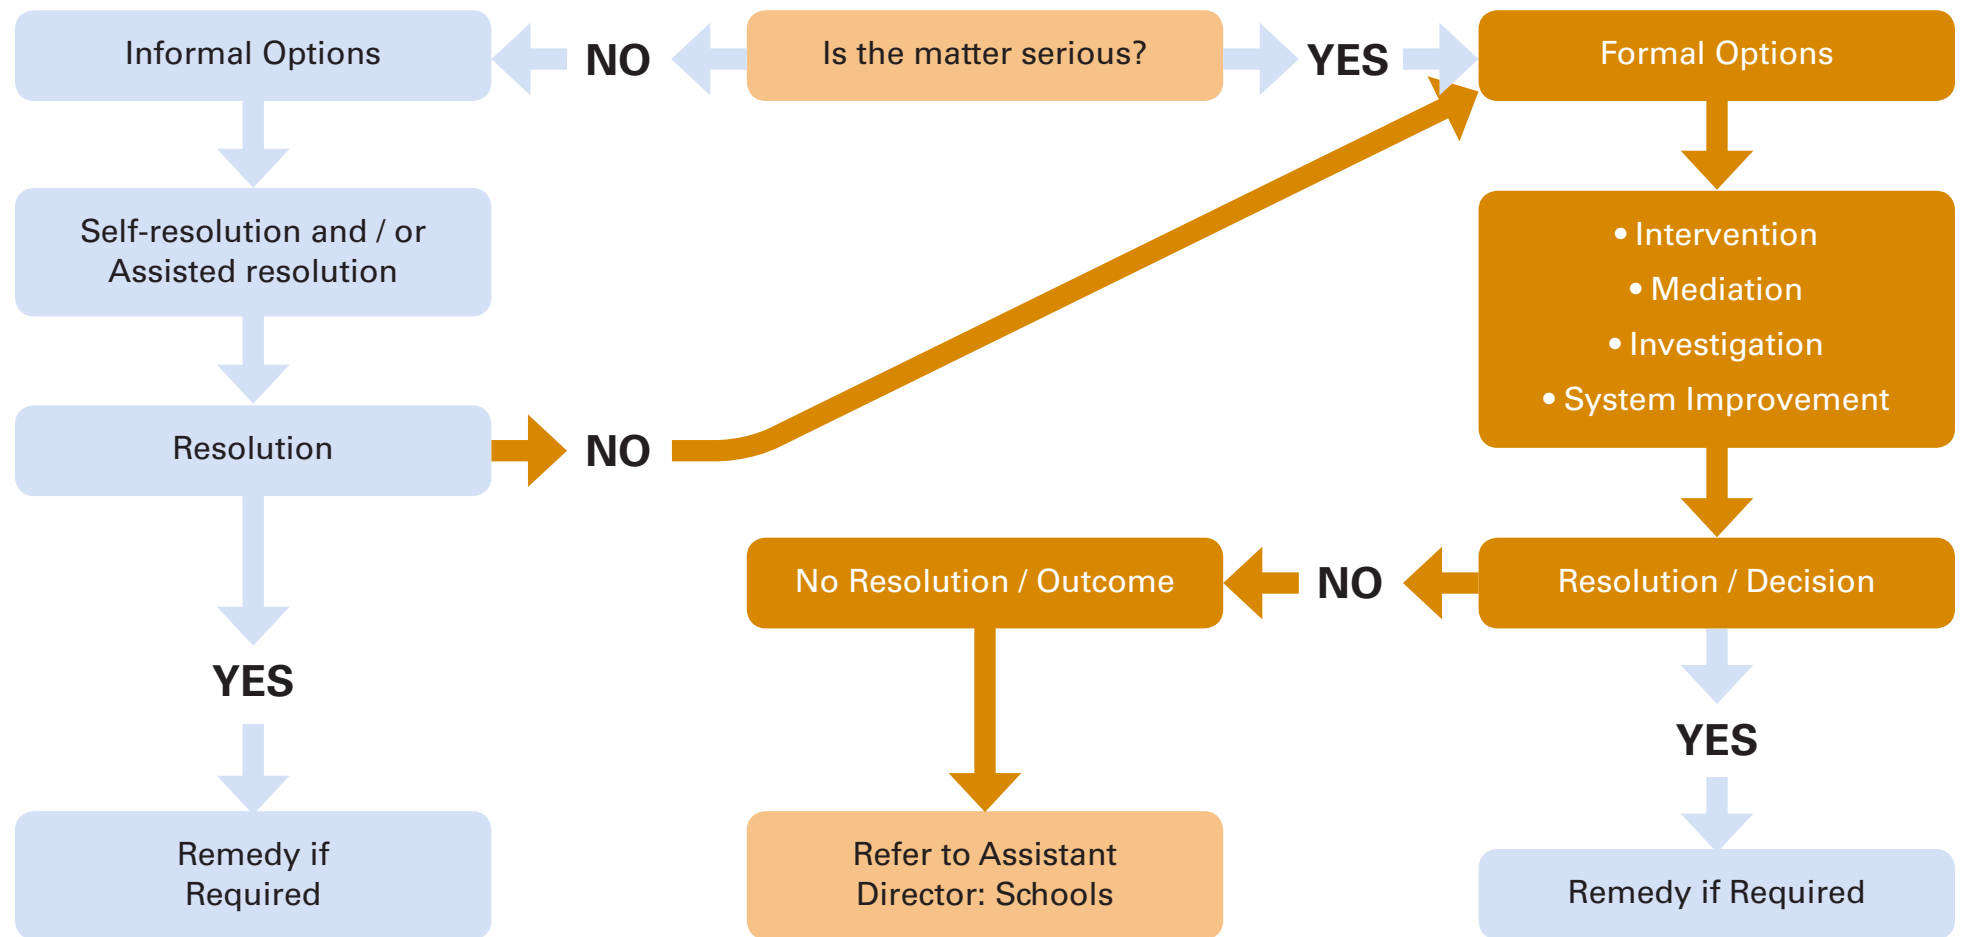 Informal Options
NO
Is the matter serious?
YES
Formal Options
Self-resolution and / or
Assisted resolution
• Intervention
• Mediation
• Investigation
• System Improvement
Resolution
NO
No Resolution / Outcome
NO
Resolution / Decision
YES
YES
Remedy if
Required
Refer to Assistant
Director: Schools
Remedy if Required